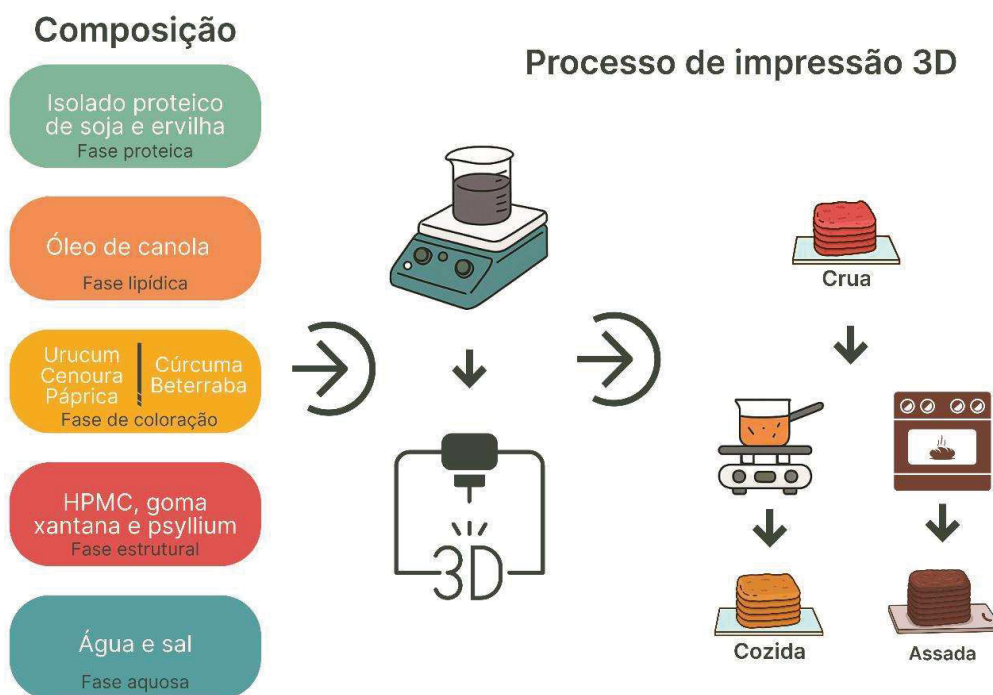 Composição
Processo de impressão 3D
Isolado proteico
de soja e ervilha
Fase proteica
Óleo de canola
Fase lipídica
Urucum
Cenoura
Páprica
Cúrcuma
Beterraba
Fase de coloração
HPMC, goma
xantana e psyllium
Fase estrutural
Água e sal
Fase aquosa
3D
Crua
Cozida
Assada